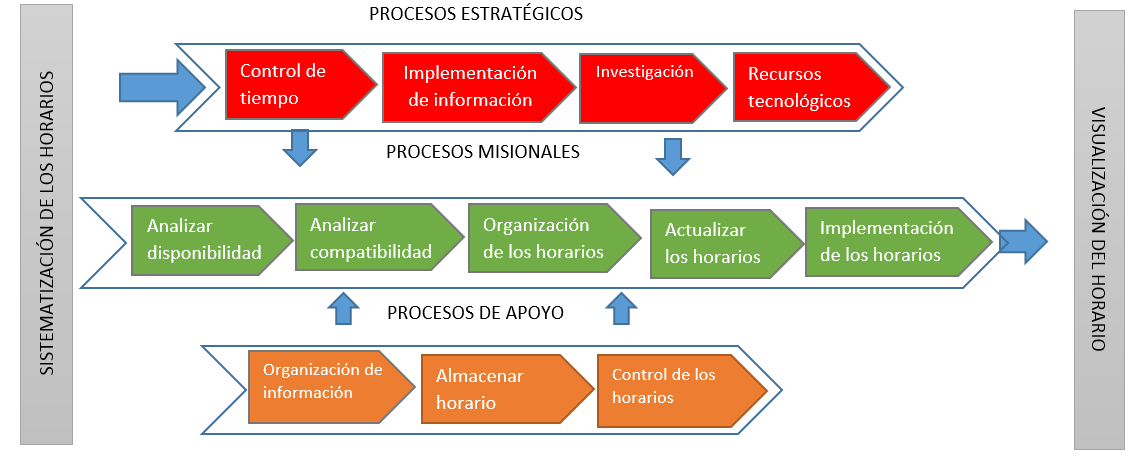 SISTEMATIZACIÓN DE LOS HORARIOS
PROCESOS ESTRATÉGICOS
Control de
tiempo
Implementación
de información
Investigación
Recursos
tecnológicos
PROCESOS MISIONALES
Analizar
disponibilidad
Analizar
compatibilidad
Organización
de los horarios
Actualizar
los horarios
Implementación
de los horarios
PROCESOS DE APOYO
Organización de
información
Almacenar
horario
Control de los
horarios
VISUALIZACIÓN DEL HORARIO